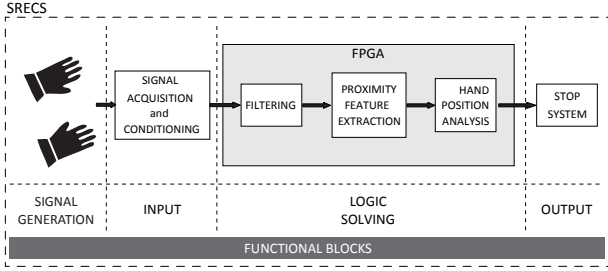 SRECS
FPGA
SIGNAL
ACQUISITION
and
CONDITIONING
FILTERING
PROXIMITY
FEATURE
EXTRACTION
HAND
POSITION
ANALYSIS
STOP
SYSTEM
SIGNAL
GENERATION
INPUT
LOGIC
SOLVING
OUTPUT
FUNCTIONAL BLOCKS